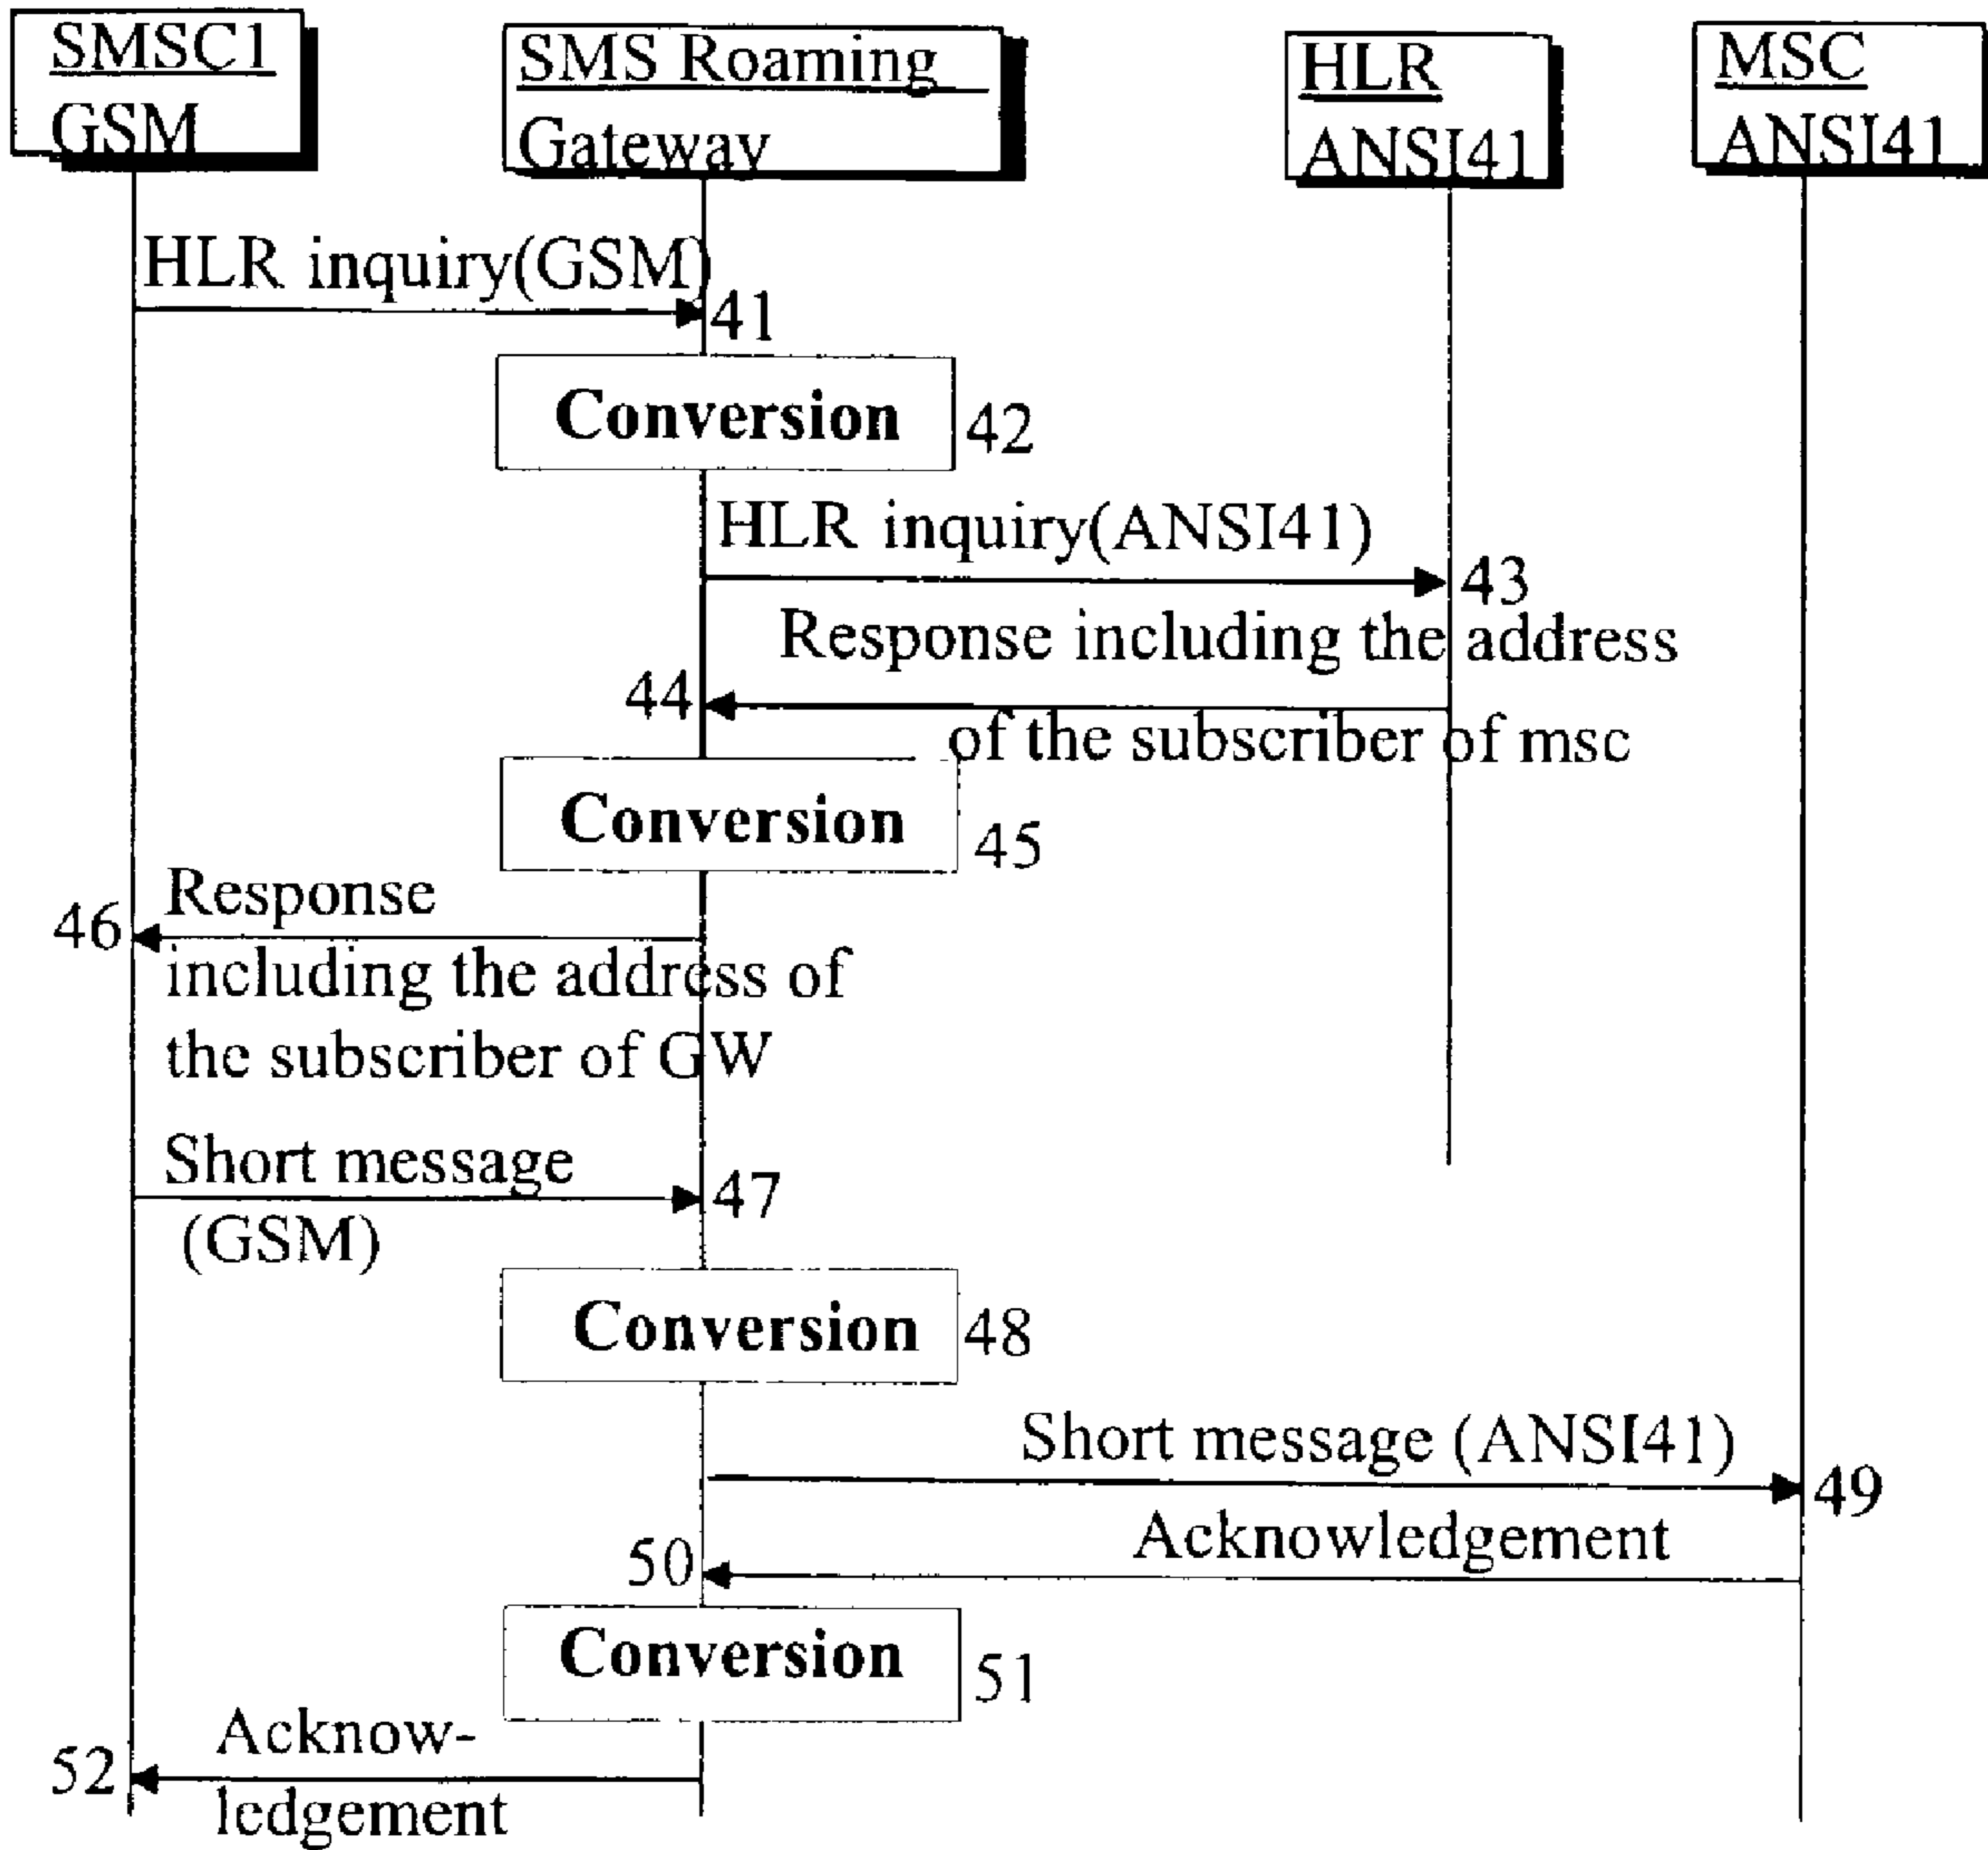 SMSC1
GSM
SMS Roaming
Gateway
HLR
ANSI41
MSC
ANSI41
HLR inquiry(GSM)
41
Conversion
42
HLR inquiry(ANSI41)
43
Response including the address
44
of the subscriber of msc
Conversion
45
Response
46
including the address of
the subscriber of GW
Short message
47
(GSM)
Conversion
48
Short message (ANSI41)
49
Acknowledgement
50
Conversion
51
Acknow-
52
ledgement